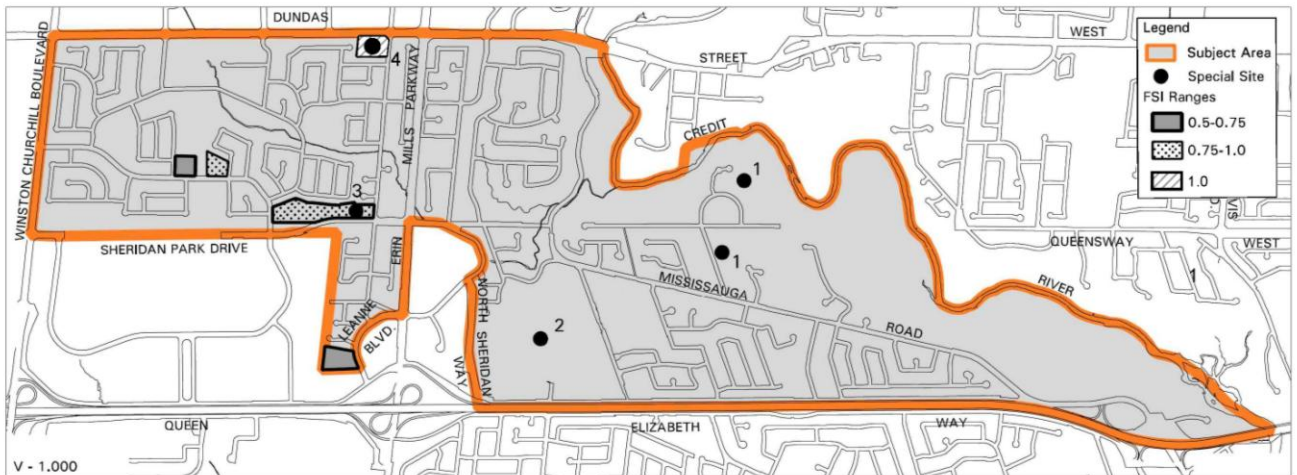 DUNDAS
WEST
STREET
Legend
Subject Area
Special Site
FSI Ranges
0.5-0.75
0.75-1.0
1.0
WINSTON CHURCHILL BOULEVARD
MILLS PARKWAY
ERIN
4
3
CREDIT
1
1
VIS
QUEENSWAY
WEST
SHERIDAN PARK DRIVE
MISSISSAUGA
ROAD
RIVER
1
LEANNE
BLVD.
NORTH SHERIDAN
WAY
2
QUEEN
ELIZABETH
WAY
V - 1.000